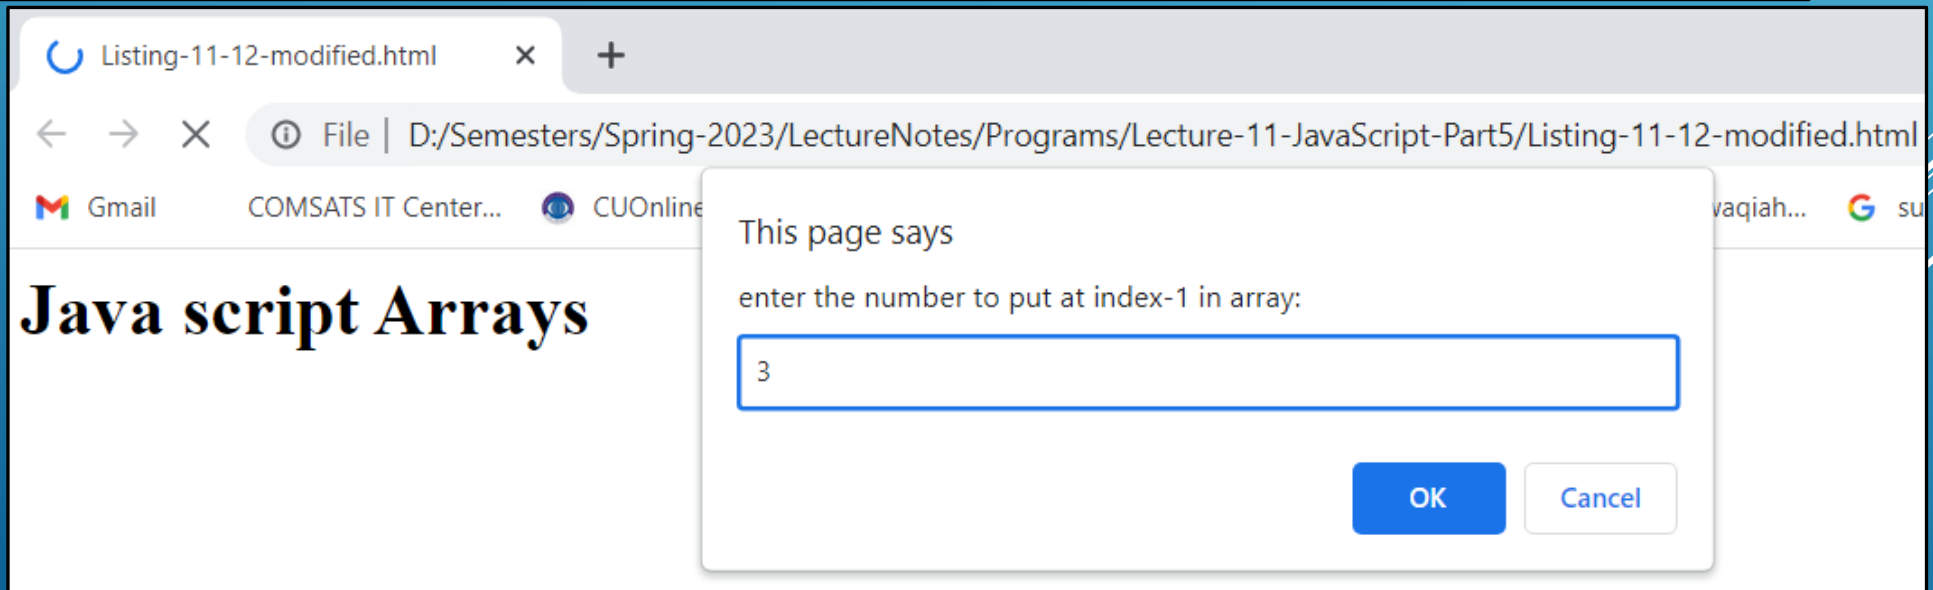 Listing-11-12-modified.html
File | D:/Semesters/Spring-2023/LectureNotes/Programs/Lecture-11-JavaScript-Part5/Listing-11-12-modified.html
Gmail COMSATS IT Center... CUOnline vaqiah... su
This page says
enter the number to put at index-1 in array:
Java script Arrays
3
OK Cancel